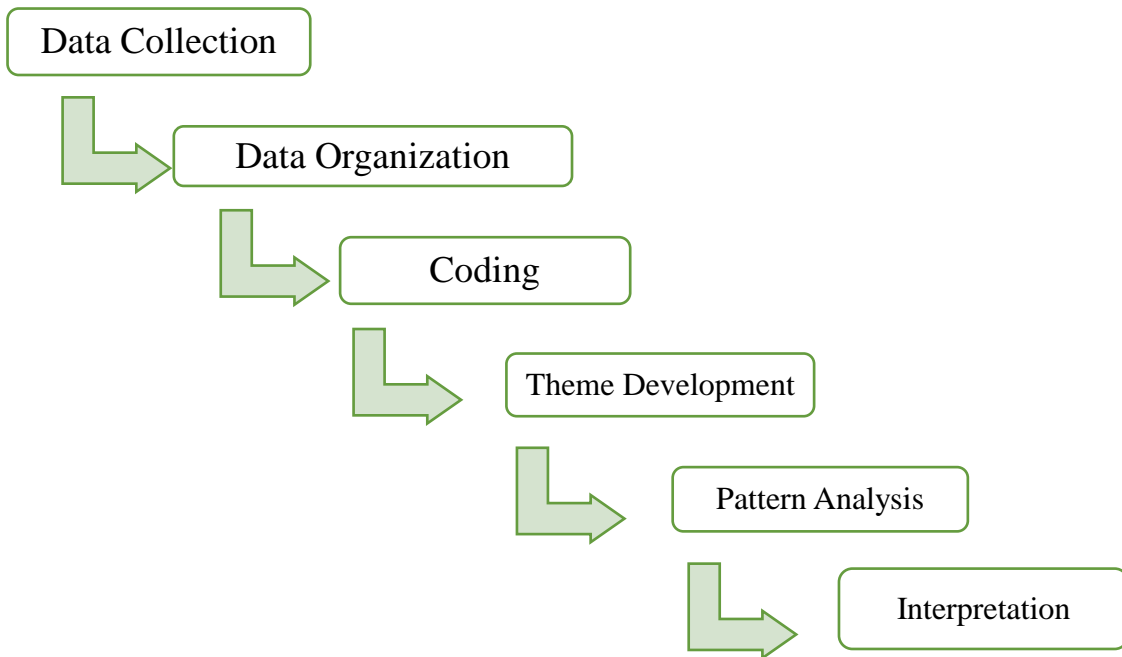 Data Collection
Data Organization
Coding
Theme Development
Pattern Analysis
Interpretation